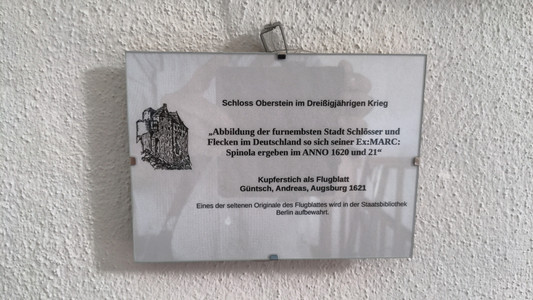 Schloss Oberstein im Dreißigjährigen Krieg
„Abbildung der furnembsten Stadt Schlösser und
Flecken im Deutschland so sich seiner Ex:MARC:
Spinola ergeben im ANNO 1620 und 21“
Kupferstich als Flugblatt
Güntsch, Andreas, Augsburg 1621
Eines der seltenen Originale des Flugblattes wird in der Staatsbibliothek
Berlin aufbewahrt.